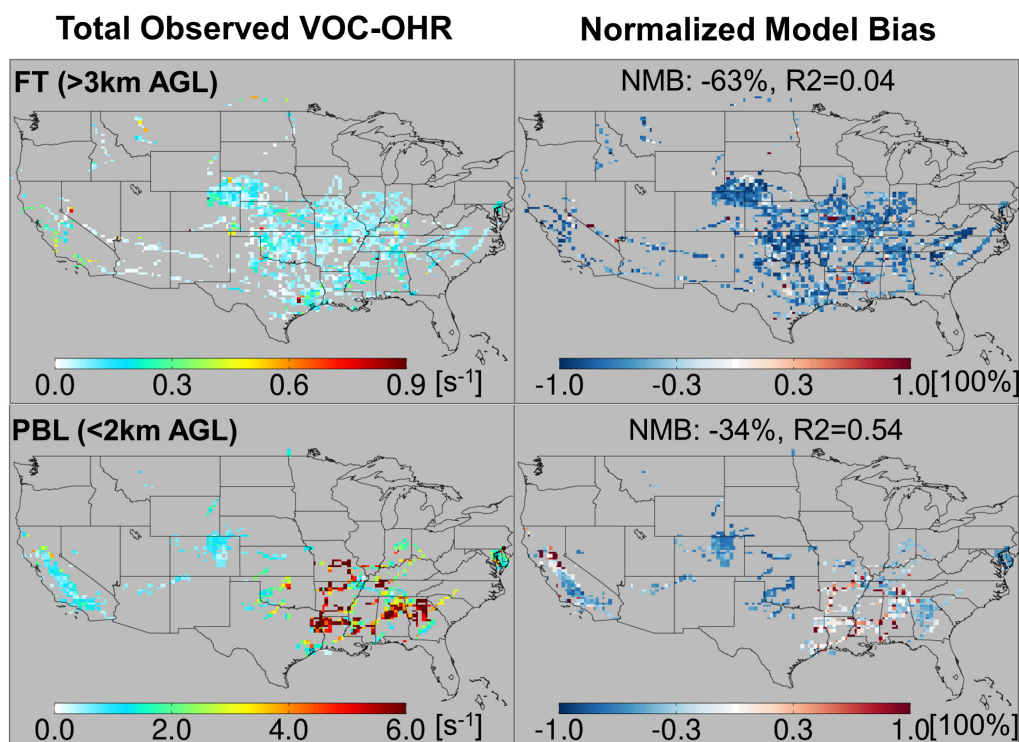 Total Observed VOC-OHR
Normalized Model Bias
FT (>3km AGL)
NMB: -63%, R2=0.04
0.0 0.3 0.6 0.9 [s⁻¹]
-1.0 -0.3 0.3 1.0[100%]
PBL (<2km AGL)
NMB: -34%, R2=0.54
0.0 2.0 4.0 6.0 [s⁻¹]
-1.0 -0.3 0.3 1.0[100%]